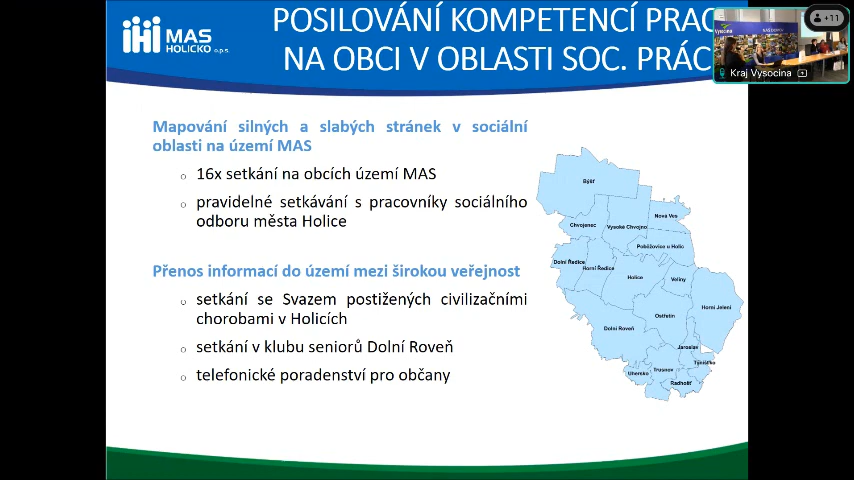 MAS
HOLICKO o.p.s.
POSILOVÁNÍ KOMPETENCÍ PRAC
NA OBCI V OBLASTI SOC. PRÁC
+11
Vysočina
Kraj Vysočina
Mapování silných a slabých stránek v sociální
oblasti na území MAS
o 16x setkání na obcích území MAS
o pravidelné setkávání s pracovníky sociálního
odboru města Holice
Přenos informací do území mezi širokou veřejnost
o setkání se Svazem postižených civilizačními
chorobami v Holicích
o setkání v klubu seniorů Dolní Roveň
o telefonické poradenství pro občany
Býšť
Nová Ves
Chvojenec
Vysoké Chvojno
Poběžovice u Holic
Dolní Ředice
Horní Ředice
Holice
Veliny
Horní Jelení
Ostřetín
Dolní Roveň
Jaroslav
Týnišťko
Uhersko
Trusnov
Radhošť